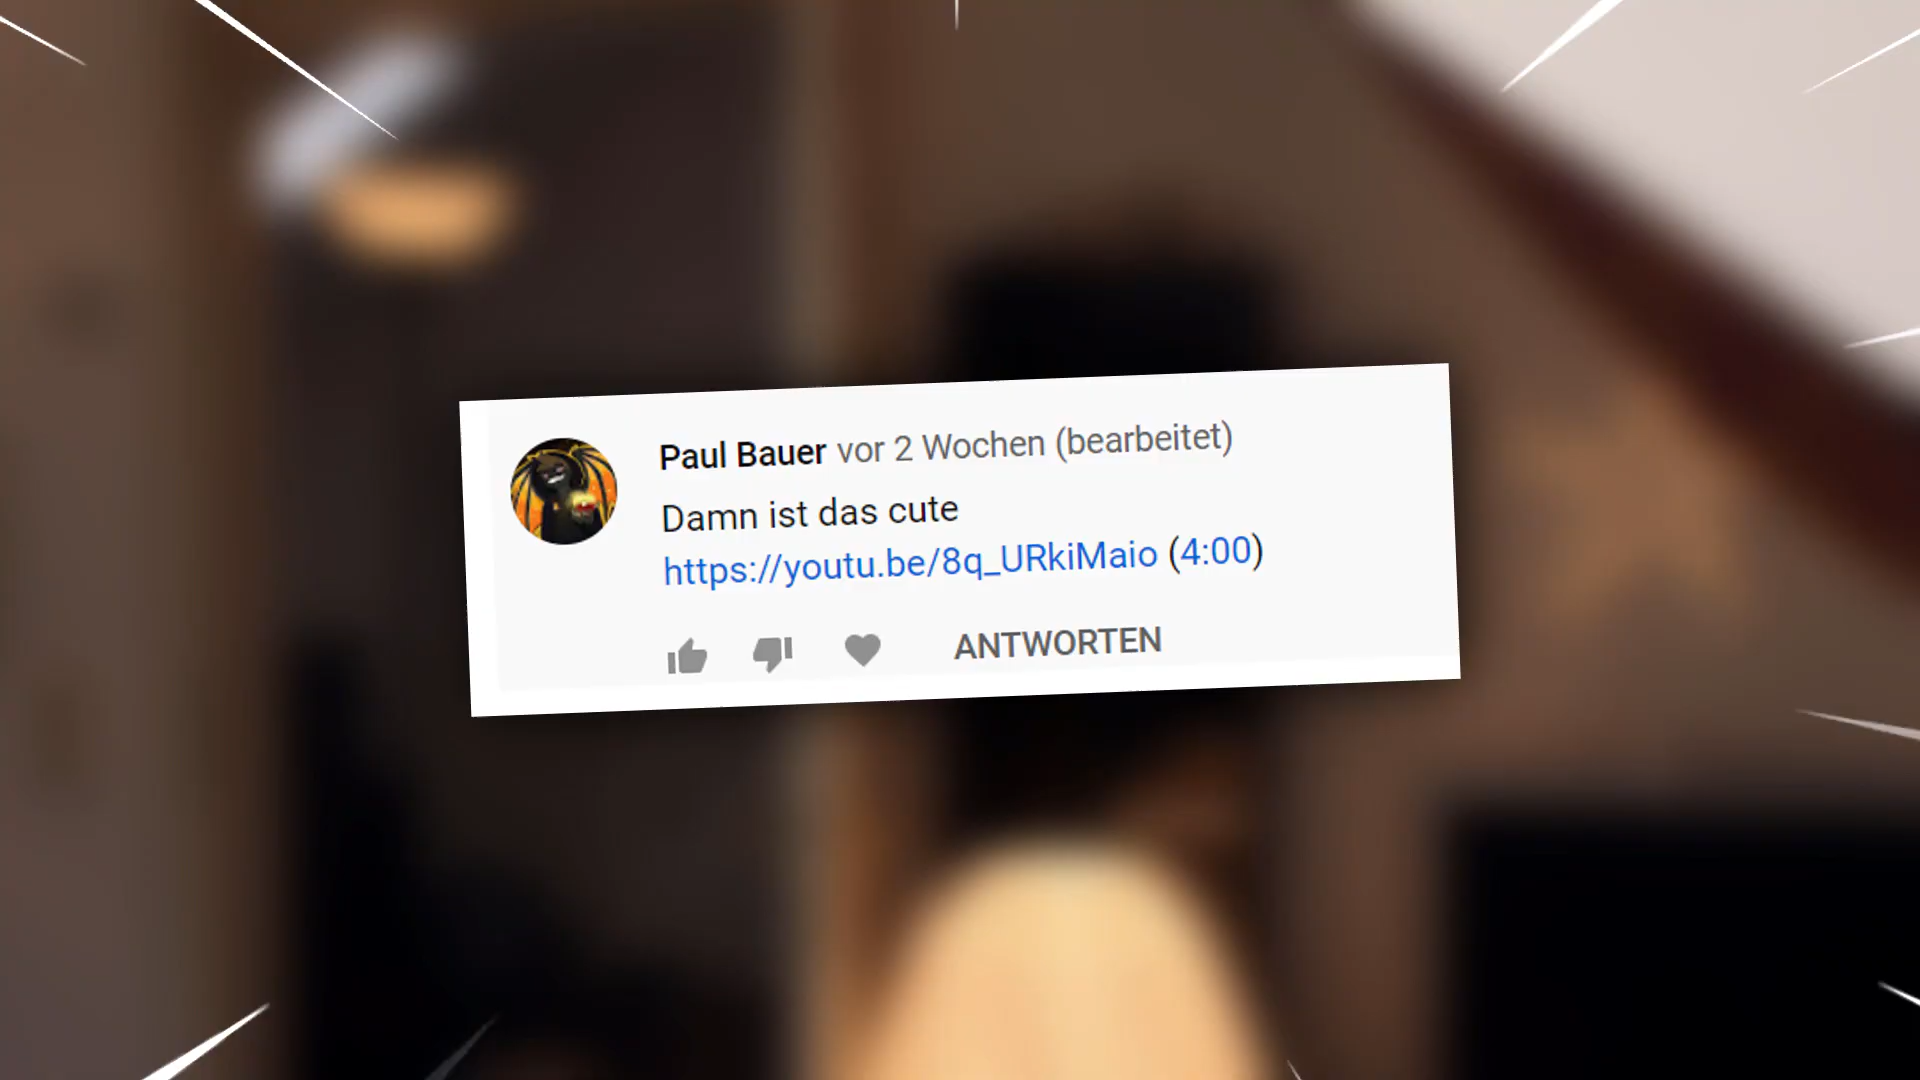 Paul Bauer vor 2 Wochen (bearbeitet)
Damn ist das cute
https://youtu.be/8q_URkiMaio (4:00)
ANTWORTEN